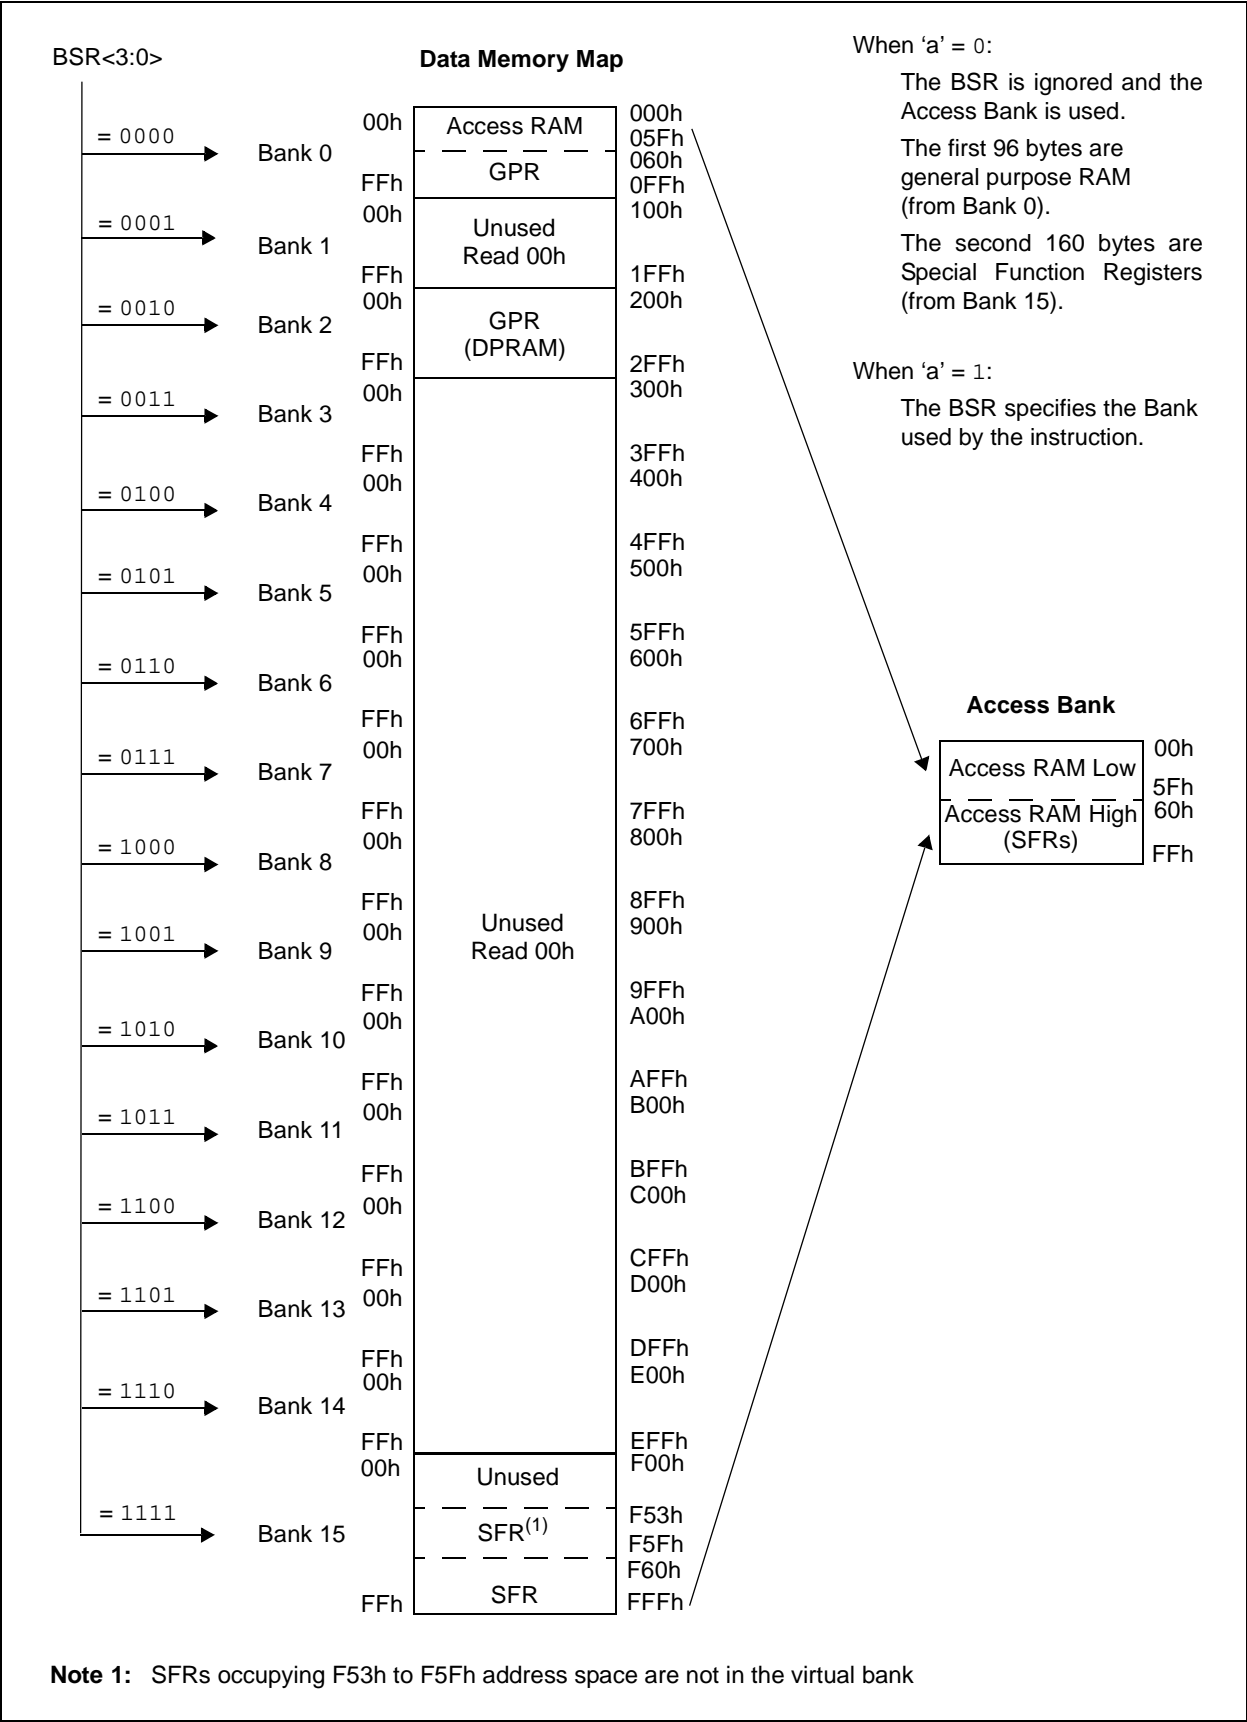 BSR<3:0>
Data Memory Map
When ‘a’ = 0:
The BSR is ignored and the
Access Bank is used.
The first 96 bytes are
general purpose RAM
(from Bank 0).
The second 160 bytes are
Special Function Registers
(from Bank 15).
When ‘a’ = 1:
The BSR specifies the Bank
used by the instruction.
= 0000
Bank 0
00h
FFh
Access RAM
GPR
000h
05Fh
060h
0FFh
= 0001
Bank 1
00h
FFh
Unused
Read 00h
100h
1FFh
= 0010
Bank 2
00h
FFh
GPR
(DPRAM)
200h
2FFh
= 0011
Bank 3
00h
FFh
300h
3FFh
= 0100
Bank 4
00h
FFh
400h
4FFh
= 0101
Bank 5
00h
FFh
500h
5FFh
= 0110
Bank 6
00h
FFh
600h
6FFh
= 0111
Bank 7
00h
FFh
700h
7FFh
= 1000
Bank 8
00h
FFh
800h
8FFh
= 1001
Bank 9
00h
FFh
Unused
Read 00h
900h
9FFh
= 1010
Bank 10
00h
FFh
A00h
AFFh
= 1011
Bank 11
00h
FFh
B00h
BFFh
= 1100
Bank 12
00h
FFh
C00h
CFFh
= 1101
Bank 13
00h
FFh
D00h
DFFh
= 1110
Bank 14
00h
FFh
E00h
EFFh
= 1111
Bank 15
00h
FFh
Unused
SFR(1)
SFR
F00h
F53h
F5Fh
F60h
FFFh
Access Bank
Access RAM Low
Access RAM High
(SFRs)
00h
5Fh
60h
FFh
Note 1: SFRs occupying F53h to F5Fh address space are not in the virtual bank